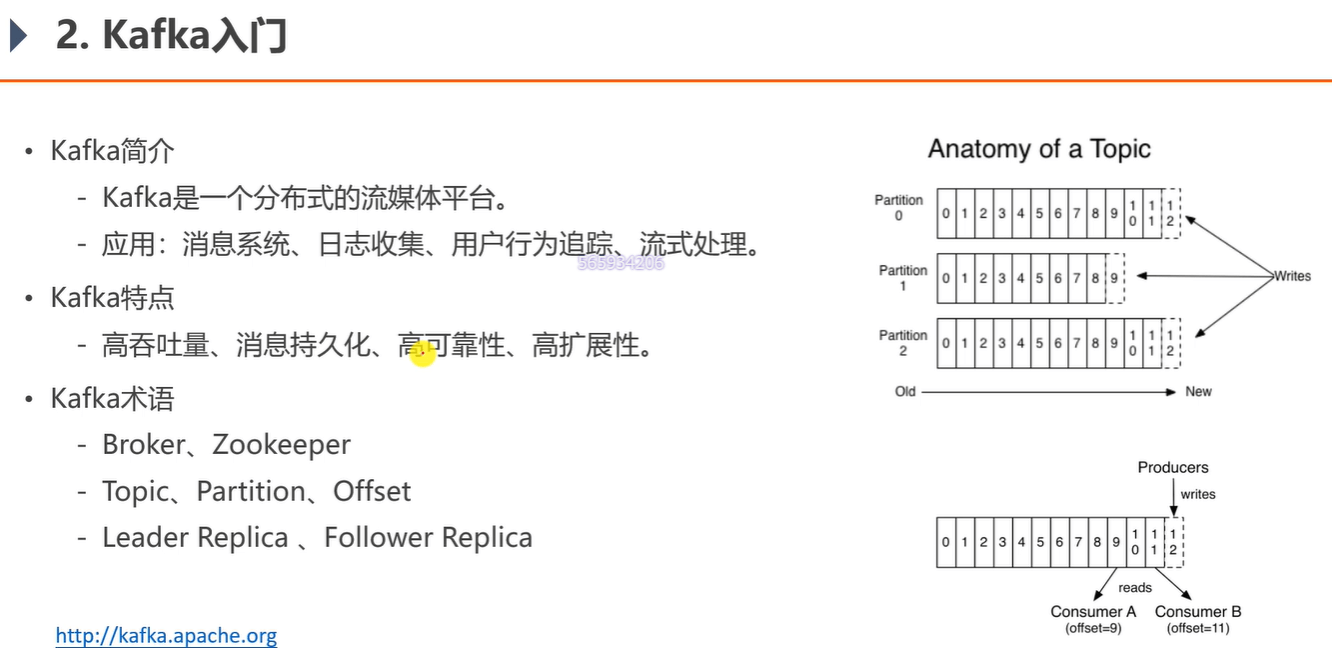 2. Kafka入门
• Kafka简介
- Kafka是一个分布式的流媒体平台。
- 应用：消息系统、日志收集、用户行为追踪、流式处理。
565934206
• Kafka特点
- 高吞吐量、消息持久化、高可靠性、高扩展性。
• Kafka术语
- Broker、Zookeeper
- Topic、Partition、Offset
- Leader Replica 、Follower Replica
http://kafka.apache.org
Anatomy of a Topic
Partition 0
0 1 2 3 4 5 6 7 8 9 10 11 12
Partition 1
0 1 2 3 4 5 6 7 8 9
Writes
Partition 2
0 1 2 3 4 5 6 7 8 9 10 11 12
Old New
Producers
writes
0 1 2 3 4 5 6 7 8 9 10 11 12
reads
Consumer A Consumer B
(offset=9) (offset=11)